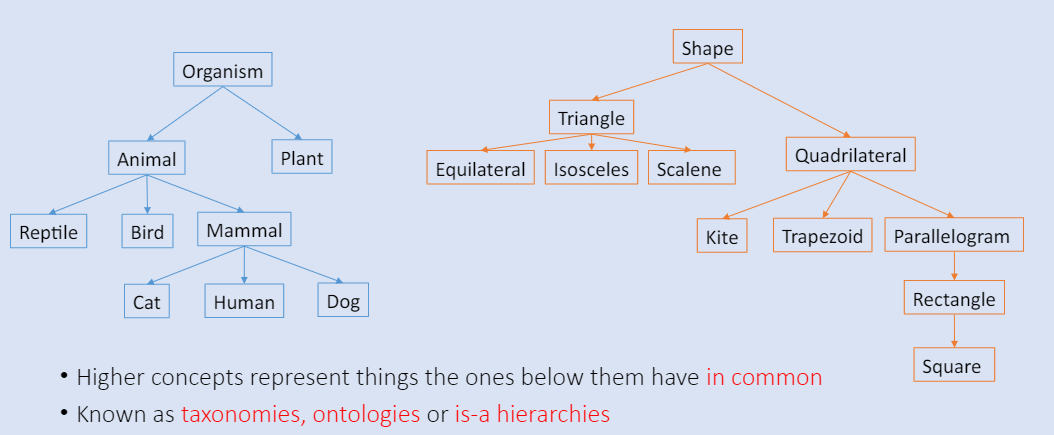 Organism
Animal
Plant
Reptile
Bird
Mammal
Cat
Human
Dog
Shape
Triangle
Equilateral
Isosceles
Scalene
Quadrilateral
Kite
Trapezoid
Parallelogram
Rectangle
Square
• Higher concepts represent things the ones below them have in common
• Known as taxonomies, ontologies or is-a hierarchies